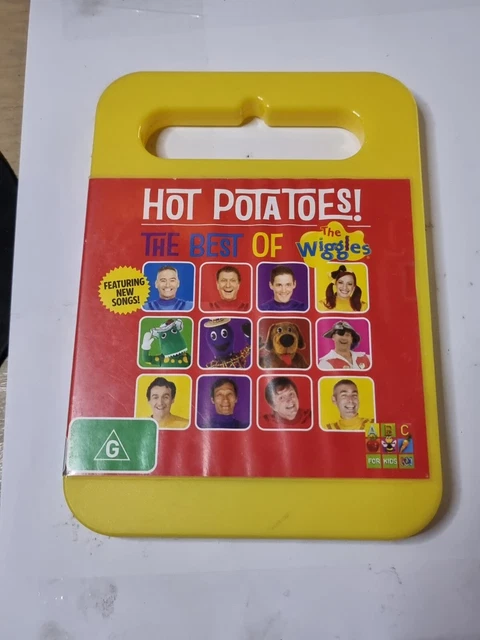 HOT POTATOES!
THE BEST OF The Wiggles
FEATURING
NEW
SONGS!
G
ABC
FOR KIDS